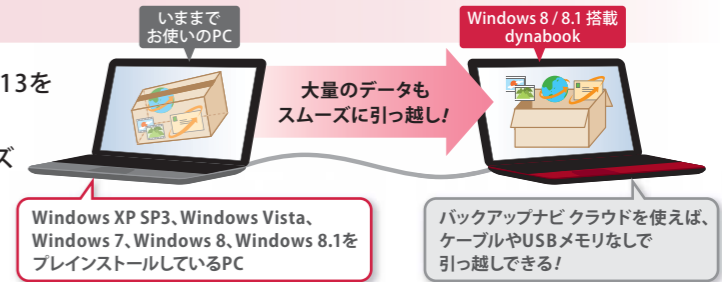 いままで
お使いのPC
Windows 8 / 8.1 搭載
dynabook
13を
ズ
大量のデータも
スムーズに引っ越し!
Windows XP SP3、Windows Vista、
Windows 7、Windows 8、Windows 8.1を
プレインストールしているPC
バックアップナビ クラウドを使えば、
ケーブルやUSBメモリなしで
引っ越しできる!